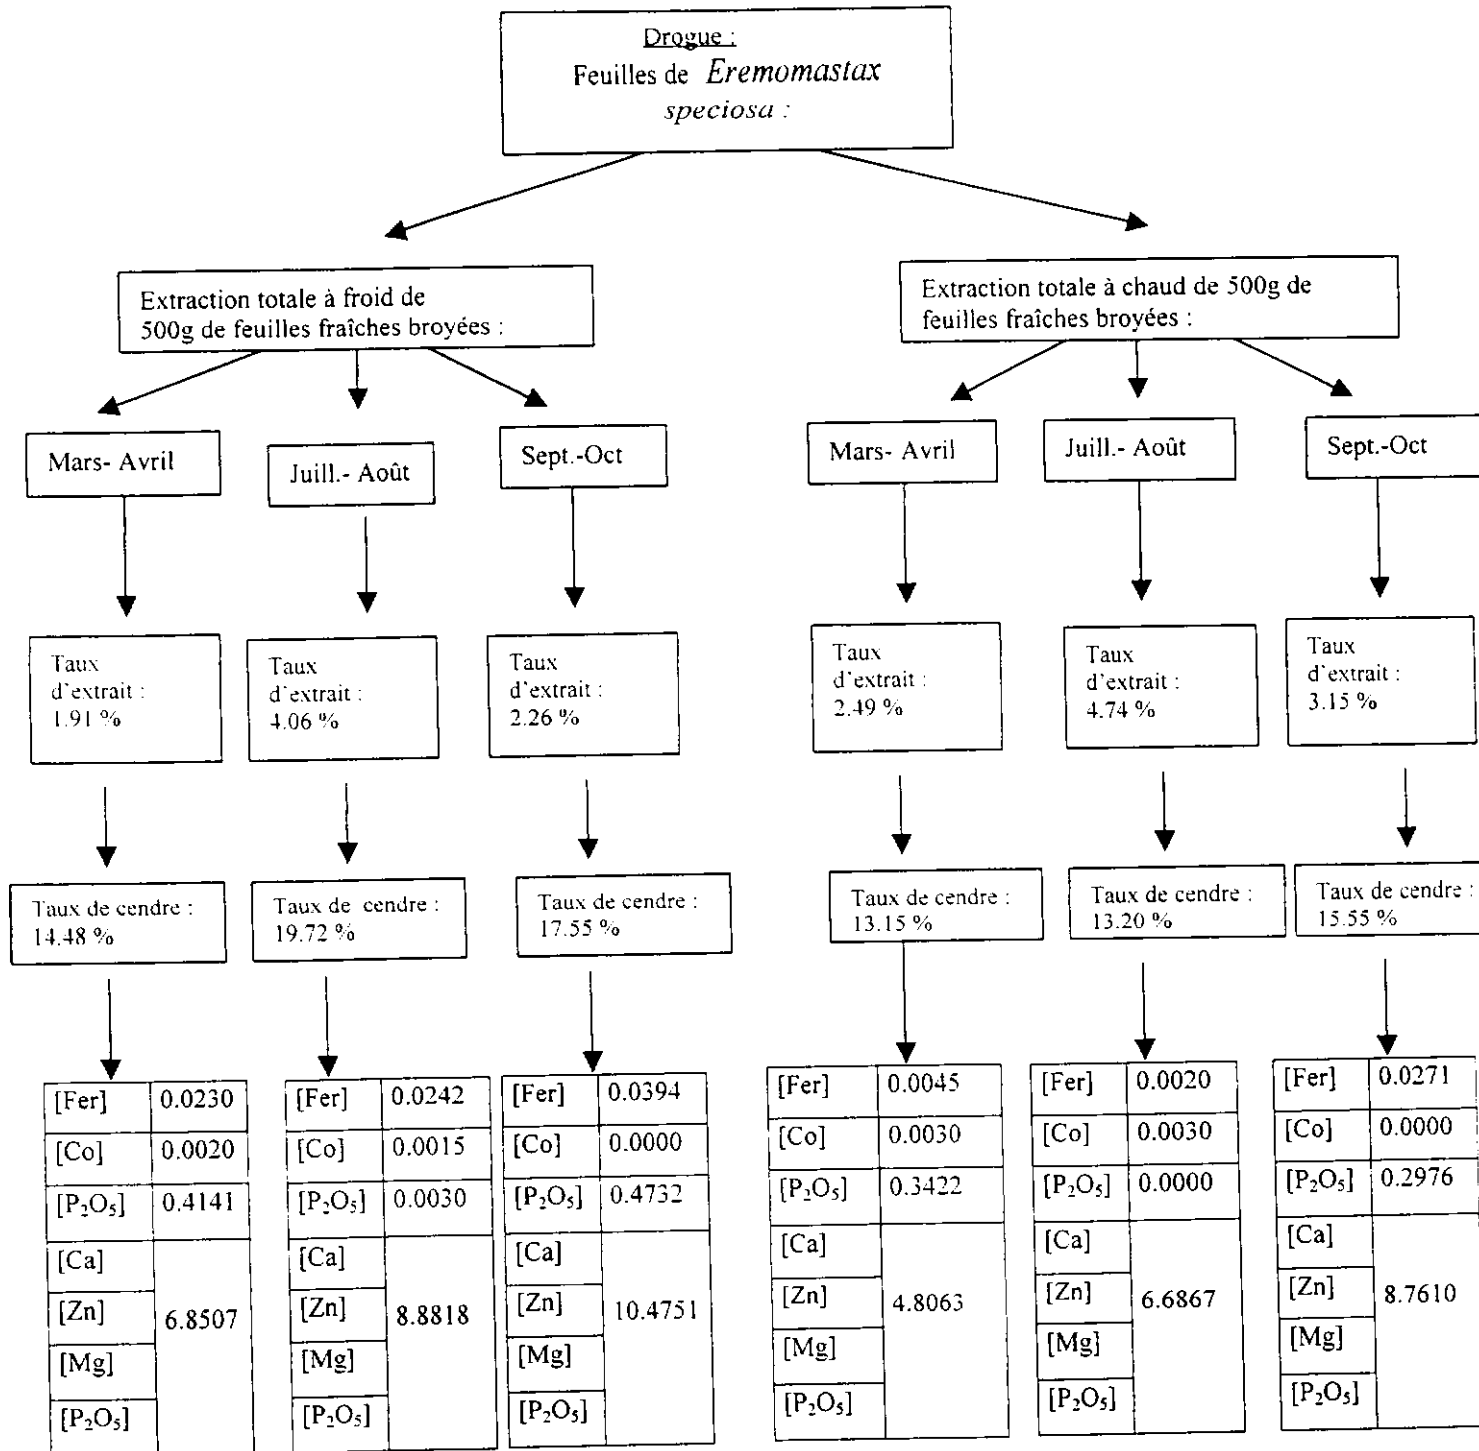 Drogue :
Feuilles de Eremomastax
speciosa :
Extraction totale à froid de
500g de feuilles fraîches broyées :
Extraction totale à chaud de 500g de
feuilles fraîches broyées :
Mars- Avril
Juill.- Août
Sept.-Oct
Mars- Avril
Juill.- Août
Sept.-Oct
Taux
d'extrait :
1.91 %
Taux
d'extrait :
4.06 %
Taux
d'extrait :
2.26 %
Taux
d'extrait :
2.49 %
Taux
d'extrait :
4.74 %
Taux
d'extrait :
3.15 %
Taux de cendre :
14.48 %
Taux de cendre :
19.72 %
Taux de cendre :
17.55 %
Taux de cendre :
13.15 %
Taux de cendre :
13.20 %
Taux de cendre :
15.55 %
[Fer] 0.0230
[Co] 0.0020
[P₂O₅] 0.4141
[Ca]
[Zn] 6.8507
[Mg]
[P₂O₅]
[Fer] 0.0242
[Co] 0.0015
[P₂O₅] 0.0030
[Ca]
[Zn] 8.8818
[Mg]
[P₂O₅]
[Fer] 0.0394
[Co] 0.0000
[P₂O₅] 0.4732
[Ca]
[Zn] 10.4751
[Mg]
[P₂O₅]
[Fer] 0.0045
[Co] 0.0030
[P₂O₅] 0.3422
[Ca]
[Zn] 4.8063
[Mg]
[P₂O₅]
[Fer] 0.0020
[Co] 0.0030
[P₂O₅] 0.0000
[Ca]
[Zn] 6.6867
[Mg]
[P₂O₅]
[Fer] 0.0271
[Co] 0.0000
[P₂O₅] 0.2976
[Ca]
[Zn] 8.7610
[Mg]
[P₂O₅]